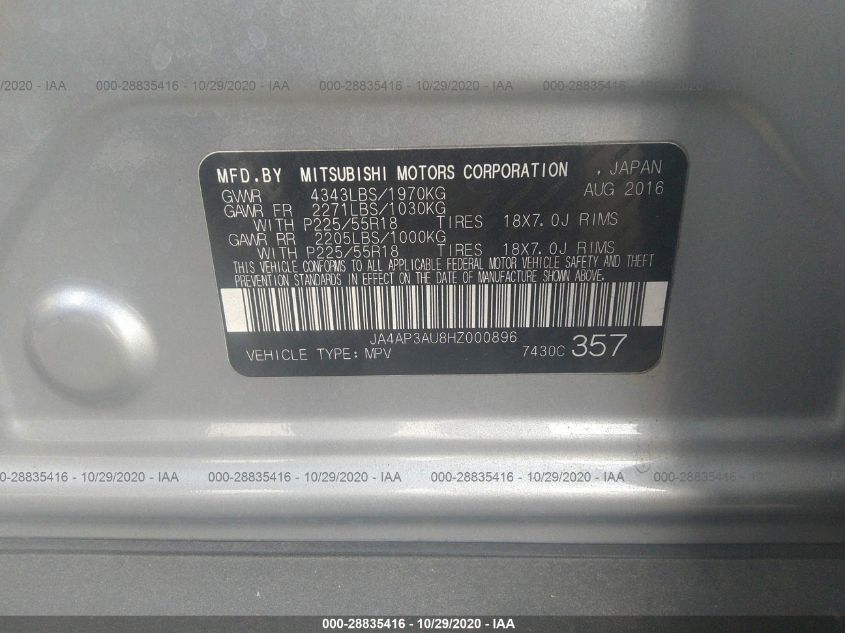 2020 - IAA 000-28835416 - 10/29/2020 - IAA 000-28835416 - 10/29/2020 - IAA 000-28835416 - 10/29/2020
MFD.BY MITSUBISHI MOTORS CORPORATION , JAPAN
GVWR 4343LBS/1970KG AUG 2016
GAWR FR 2271LBS/1030KG
WITH P225/55R18 TIRES 18X7.0J RIMS
GAWR RR 2205LBS/1000KG
WITH P225/55R18 TIRES 18X7.0J RIMS
THIS VEHICLE CONFORMS TO ALL APPLICABLE FEDERAL MOTOR VEHICLE SAFETY AND THEFT
PREVENTION STANDARDS IN EFFECT ON THE DATE OF MANUFACTURE SHOWN ABOVE.
JA4AP3AU8HZ000896
VEHICLE TYPE: MPV 7430C 357
000-28835416 - 10/29/2020 - IAA 000-28835416 - 10/29/2020 - IAA 000-28835416 - 10/29/2020 - IAA 000-28835416
000-28835416 - 10/29/2020 - IAA